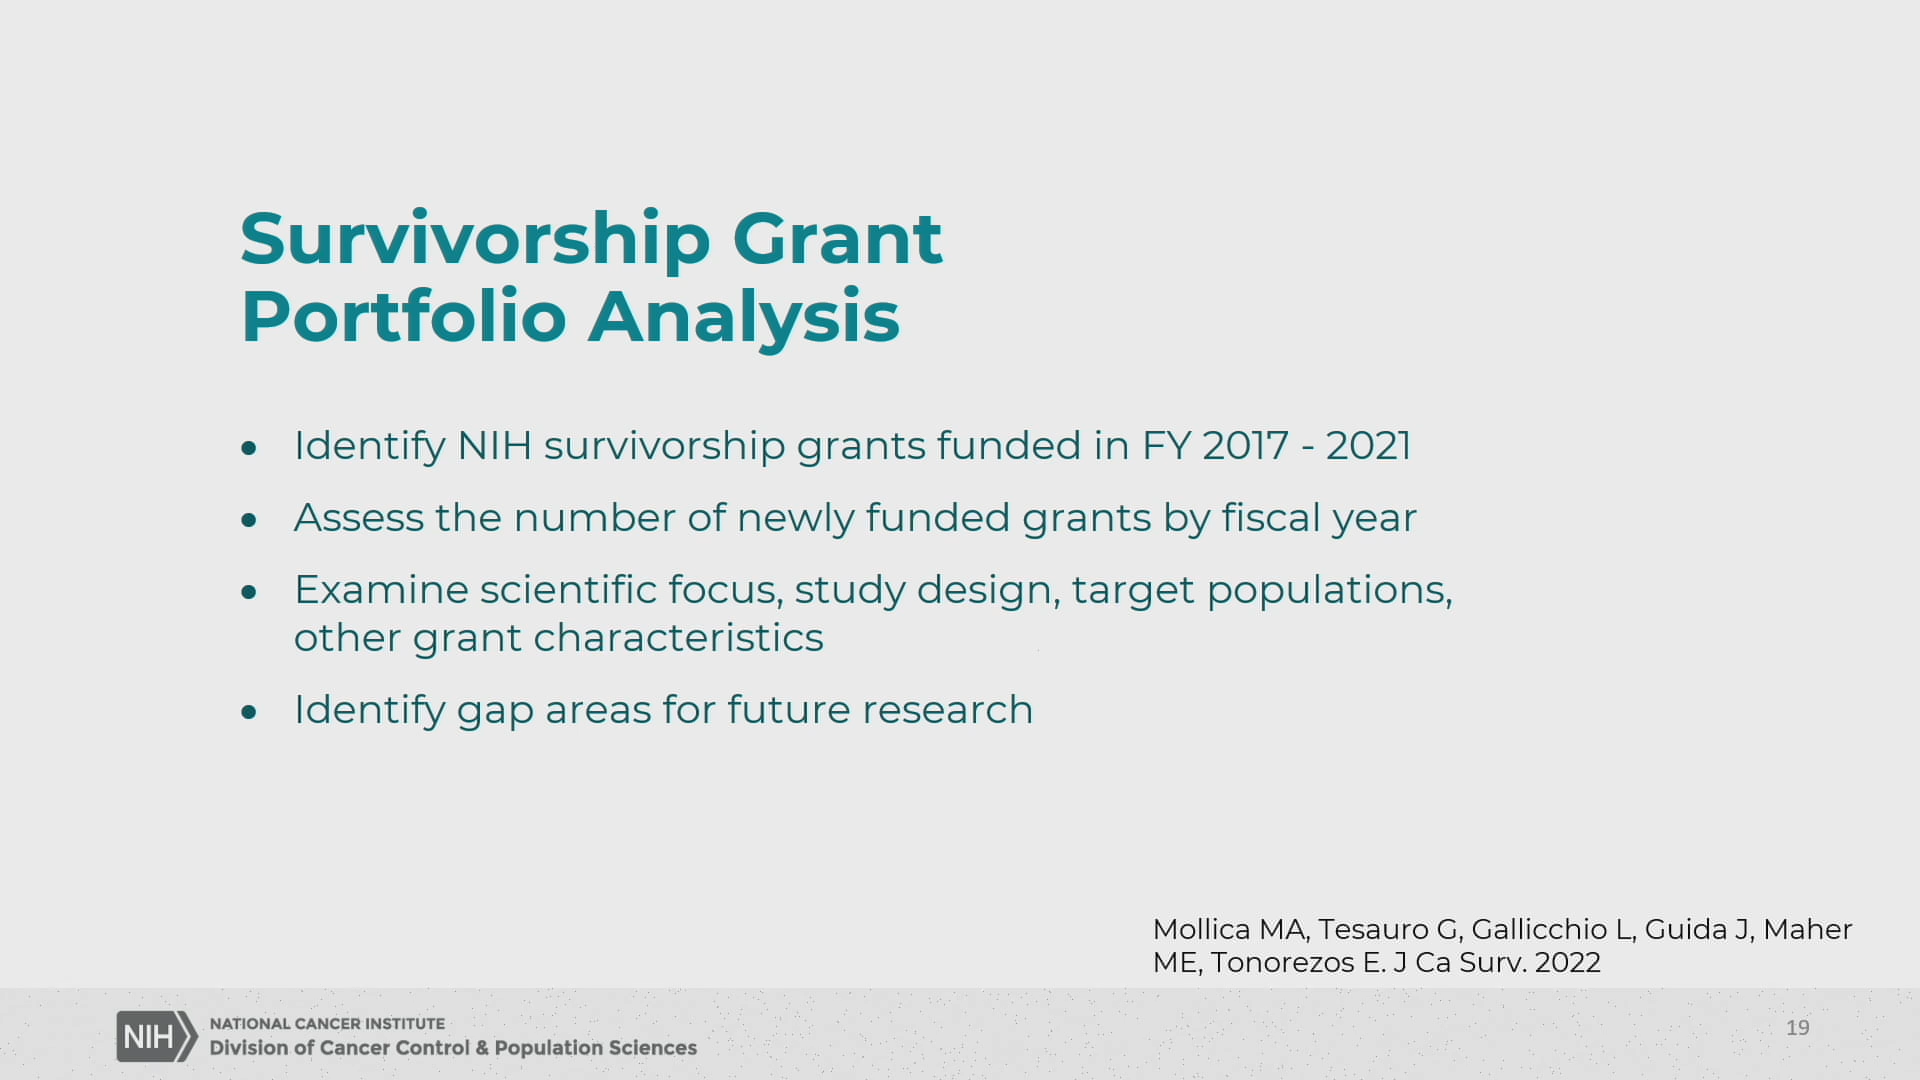 Survivorship Grant
Portfolio Analysis
• Identify NIH survivorship grants funded in FY 2017 - 2021
• Assess the number of newly funded grants by fiscal year
• Examine scientific focus, study design, target populations,
other grant characteristics
• Identify gap areas for future research
Mollica MA, Tesauro G, Gallicchio L, Guida J, Maher
ME, Tonorezos E. J Ca Surv. 2022
NIH
NATIONAL CANCER INSTITUTE
Division of Cancer Control & Population Sciences
19